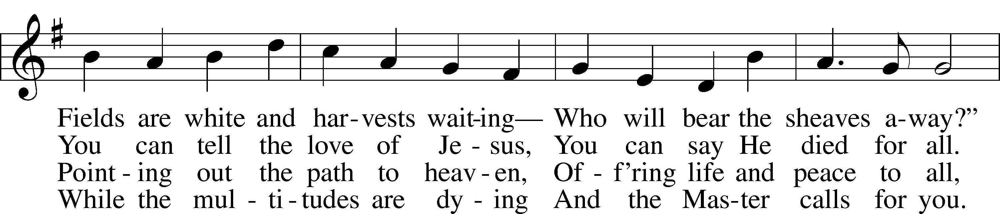 Fields are white and har-vests wait-ing— Who will bear the sheaves a-way?”
You can tell the love of Je - sus, You can say He died for all.
Point - ing out the path to heav - en, Of - f’ring life and peace to all,
While the mul - ti - tudes are dy - ing And the Mas-ter calls for you.